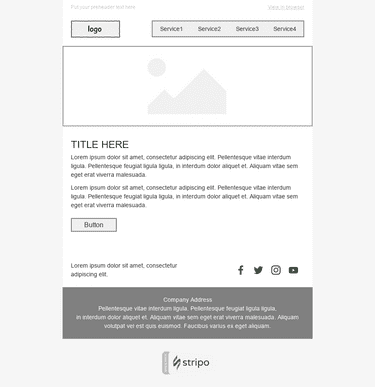 Put your preheader text here
View in browser
logo
Service1 Service2 Service3 Service4
TITLE HERE
Lorem ipsum dolor sit amet, consectetur adipiscing elit. Pellentesque vitae interdum
ligula. Pellentesque feugiat ligula, in interdum dolor aliquet et. Aliquam vitae sem
eget erat viverra malesuada.
Lorem ipsum dolor sit amet, consectetur adipiscing elit. Pellentesque vitae interdum
ligula. Pellentesque feugiat ligula, in interdum dolor aliquet et. Aliquam vitae sem
eget erat viverra malesuada.
Button
Lorem ipsum dolor sit amet, consectetur
adipiscing elit.
Company Address
Pellentesque vitae interdum ligula. Pellentesque feugiat ligula ligula,
in interdum dolor aliquet et. Aliquam vitae sem eget erat viverra malesuada. Aliquam
volutpat vel est quis euismod. Faucibus varius ex eget aliquam.
stripo